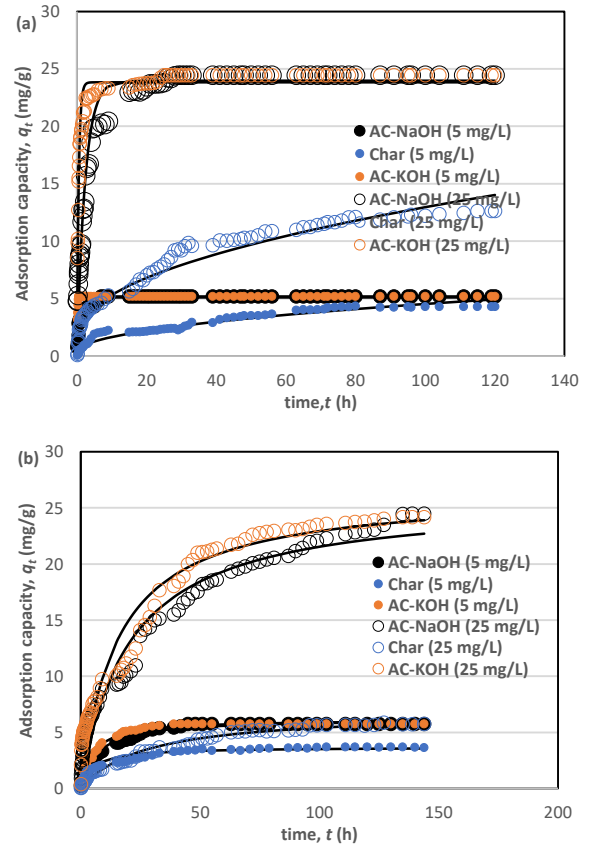 (a)
30
25
20
15
10
5
0
Adsorption capacity, qt (mg/g)
AC-NaOH (5 mg/L)
Char (5 mg/L)
AC-KOH (5 mg/L)
AC-NaOH (25 mg/L)
Char (25 mg/L)
AC-KOH (25 mg/L)
0 20 40 60 80 100 120 140
time,t (h)
(b)
30
25
20
15
10
5
0
Adsorption capacity, qt (mg/g)
AC-NaOH (5 mg/L)
Char (5 mg/L)
AC-KOH (5 mg/L)
AC-NaOH (25 mg/L)
Char (25 mg/L)
AC-KOH (25 mg/L)
0 50 100 150 200
time, t (h)